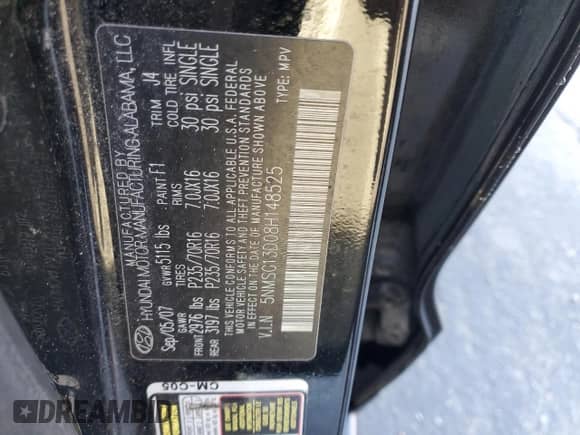 MANUFACTURED BY
HYUNDAI MOTOR MANUFACTURING ALABAMA, LLC
Sep/05/07 GVWR 5115 lbs PAINT F1 TRIM J4
GAWR TIRES RIMS COLD TIRE INFL
FRONT 2976 lbs P235/70R16 7.0JX16 30 psi SINGLE
REAR 3197 lbs P235/70R16 7.0JX16 30 psi SINGLE
THIS VEHICLE CONFORMS TO ALL APPLICABLE U.S.A. FEDERAL
MOTOR VEHICLE SAFETY AND THEFT PREVENTION STANDARDS
IN EFFECT ON THE DATE OF MANUFACTURE SHOWN ABOVE
V.I.N 5NMSG13D08H148525 TYPE: MPV
CM-C05
DREAMBID